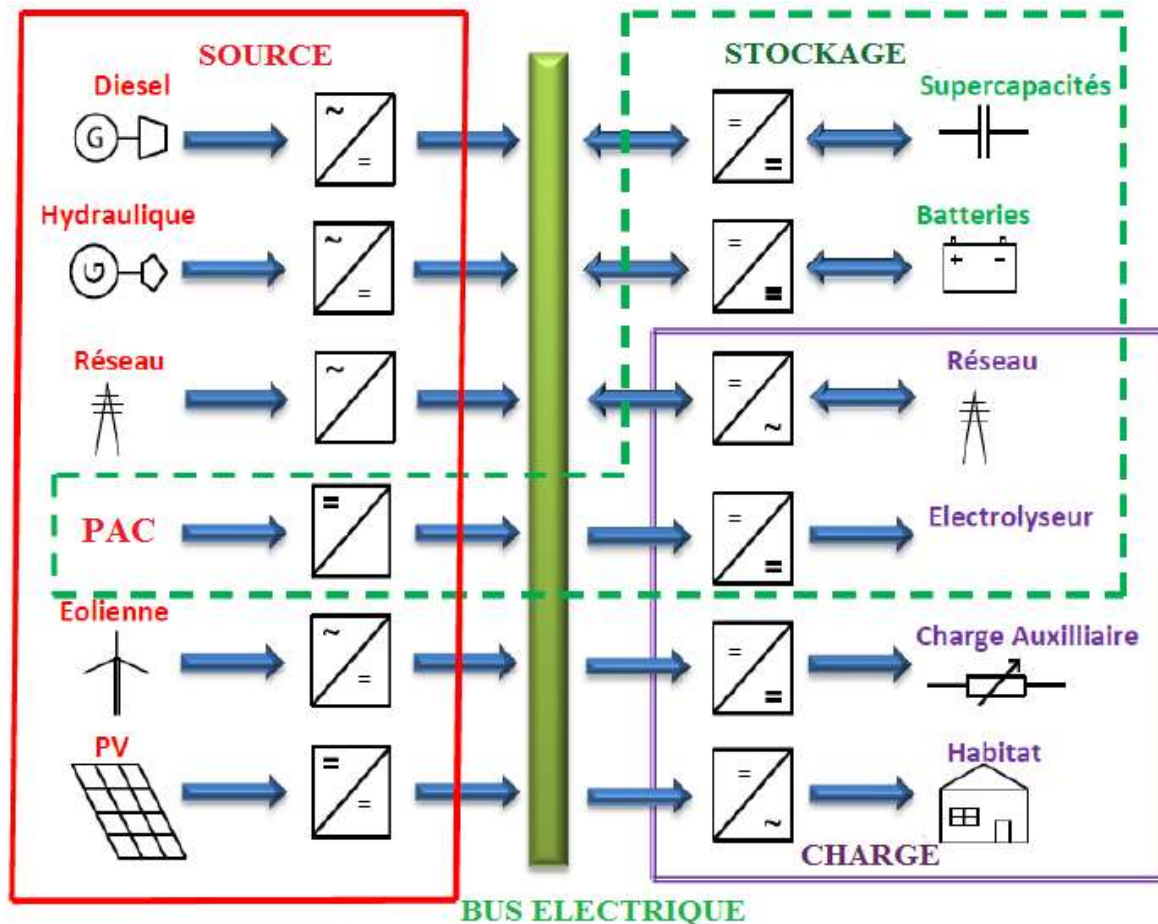 SOURCE
Diesel
G
~
=
Hydraulique
G
~
=
Réseau
~
PAC
=
Eolienne
~
=
PV
=
=
STOCKAGE
Supercapacités
=
=
Batteries
+ -
=
=
Réseau
=
~
Electrolyseur
=
=
Charge Auxilliaire
=
=
Habitat
=
~
CHARGE
BUS ELECTRIQUE